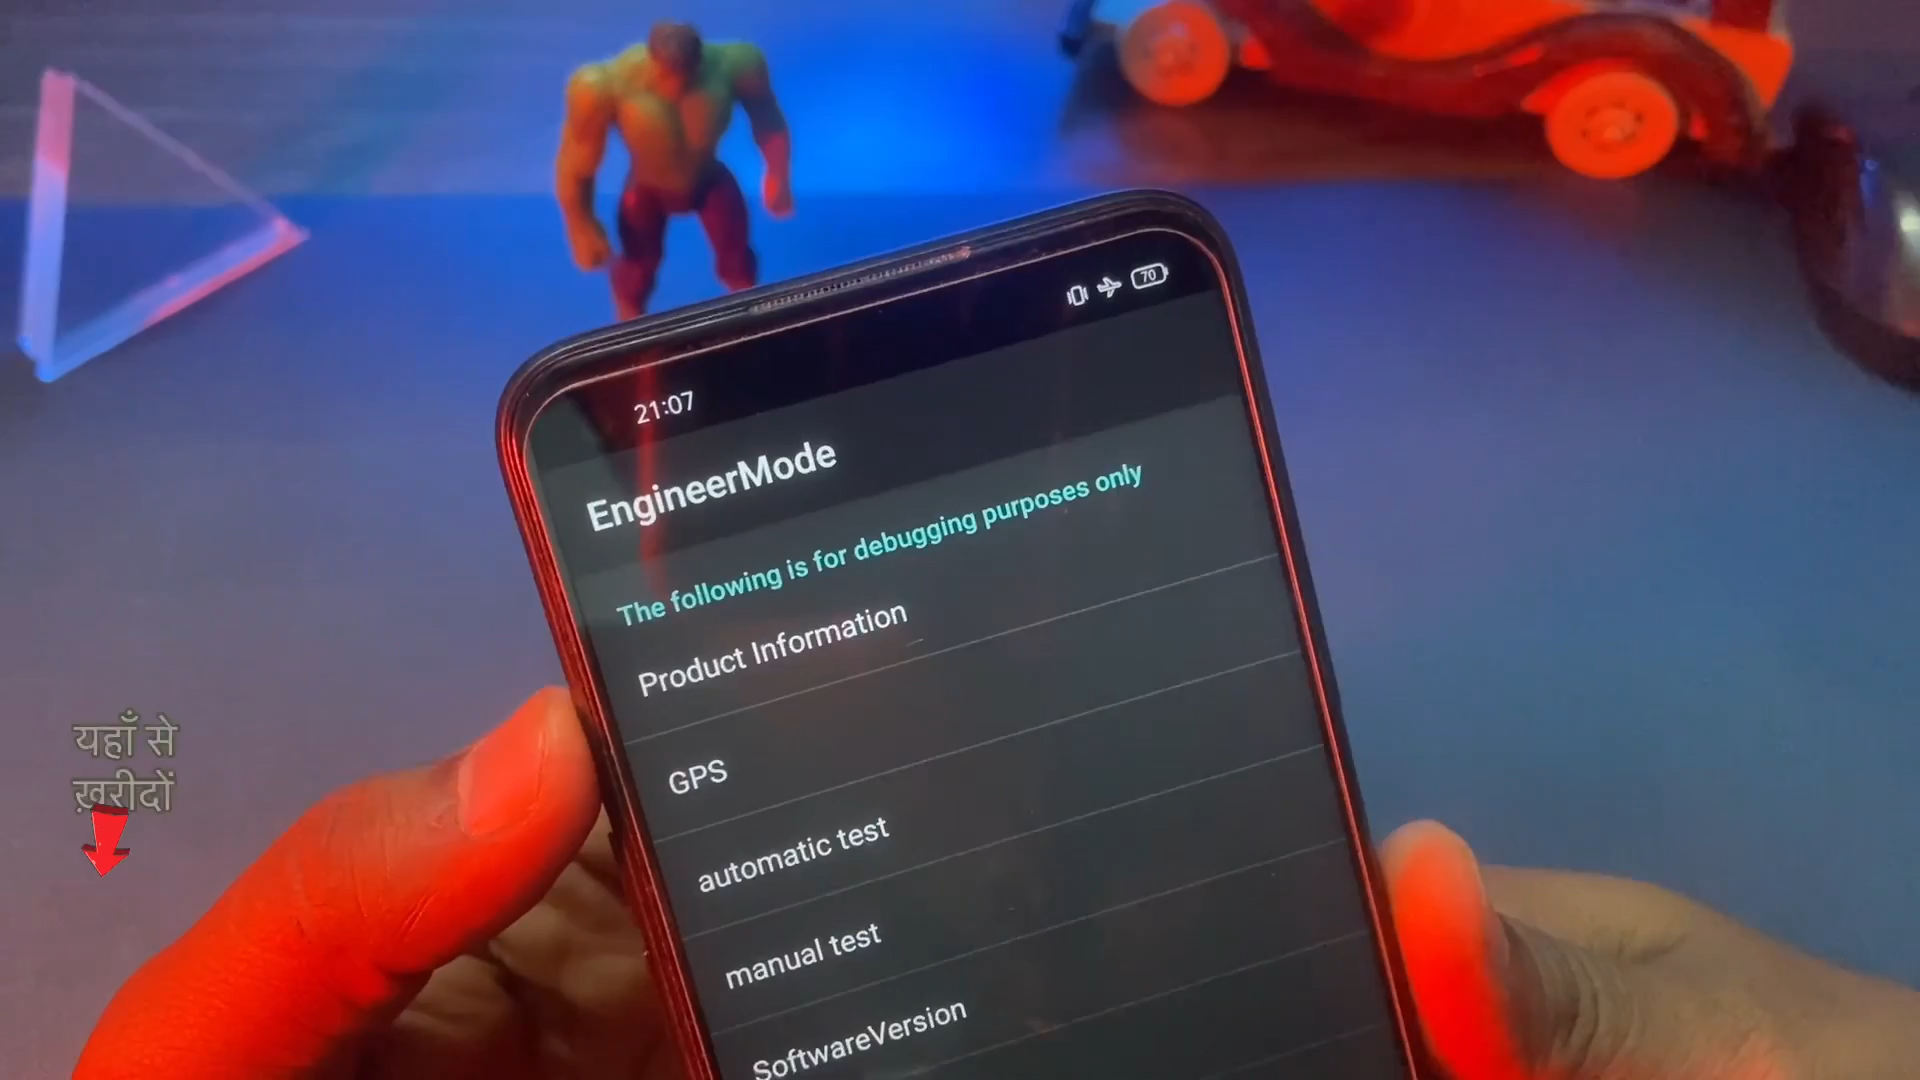 70
21:07
EngineerMode
The following is for debugging purposes only
Product Information
GPS
automatic test
manual test
SoftwareVersion
यहाँ से
ख़रीदों